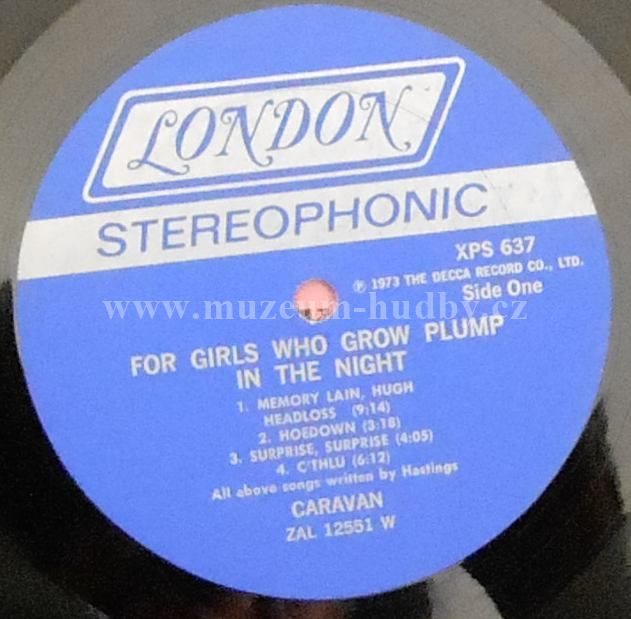 LONDON
STEREOPHONIC
XPS 637
℗ 1973 THE DECCA RECORD CO., LTD.
Side One
www.muzeum-hudby.cz
FOR GIRLS WHO GROW PLUMP
IN THE NIGHT
1. MEMORY LAIN, HUGH
HEADLOSS (9:14)
2. HOEDOWN (3:18)
3. SURPRISE, SURPRISE (4:05)
4. C'THLU (6:12)
All above songs written by Hastings
CARAVAN
ZAL 12551 W